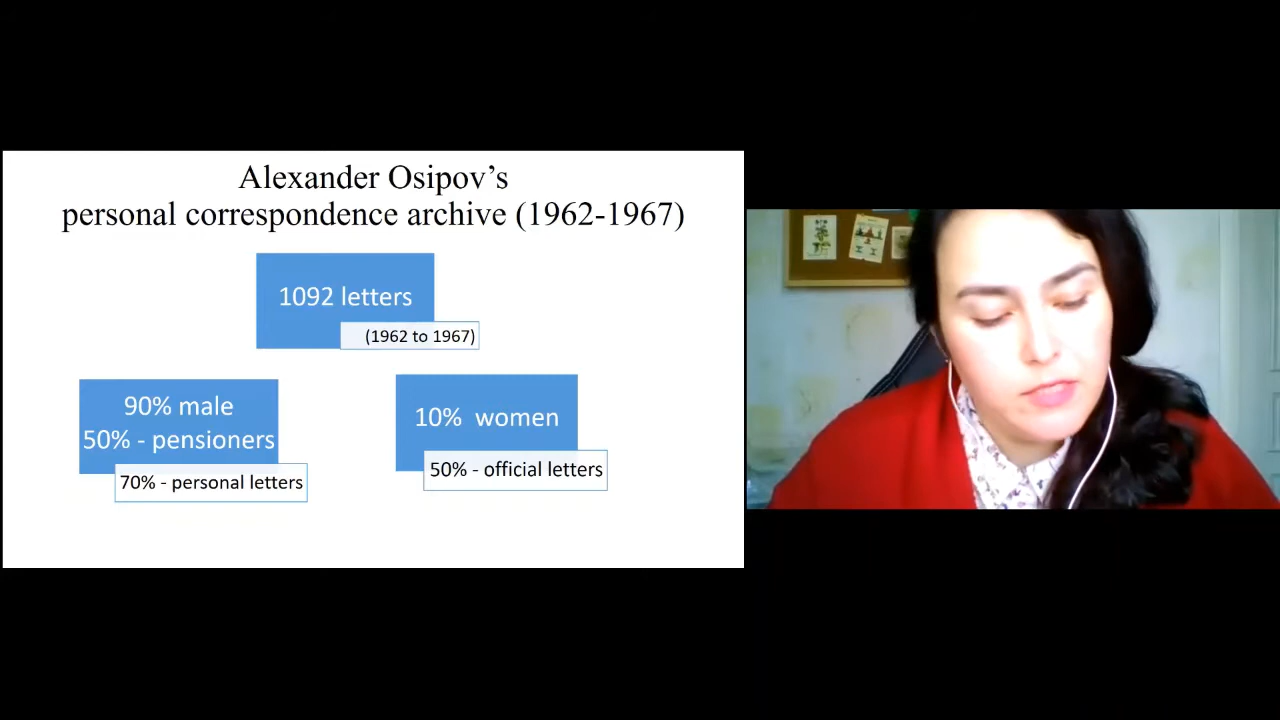 Alexander Osipov’s
personal correspondence archive (1962-1967)
1092 letters
(1962 to 1967)
90% male
50% - pensioners
70% - personal letters
10%  women
50% - official letters